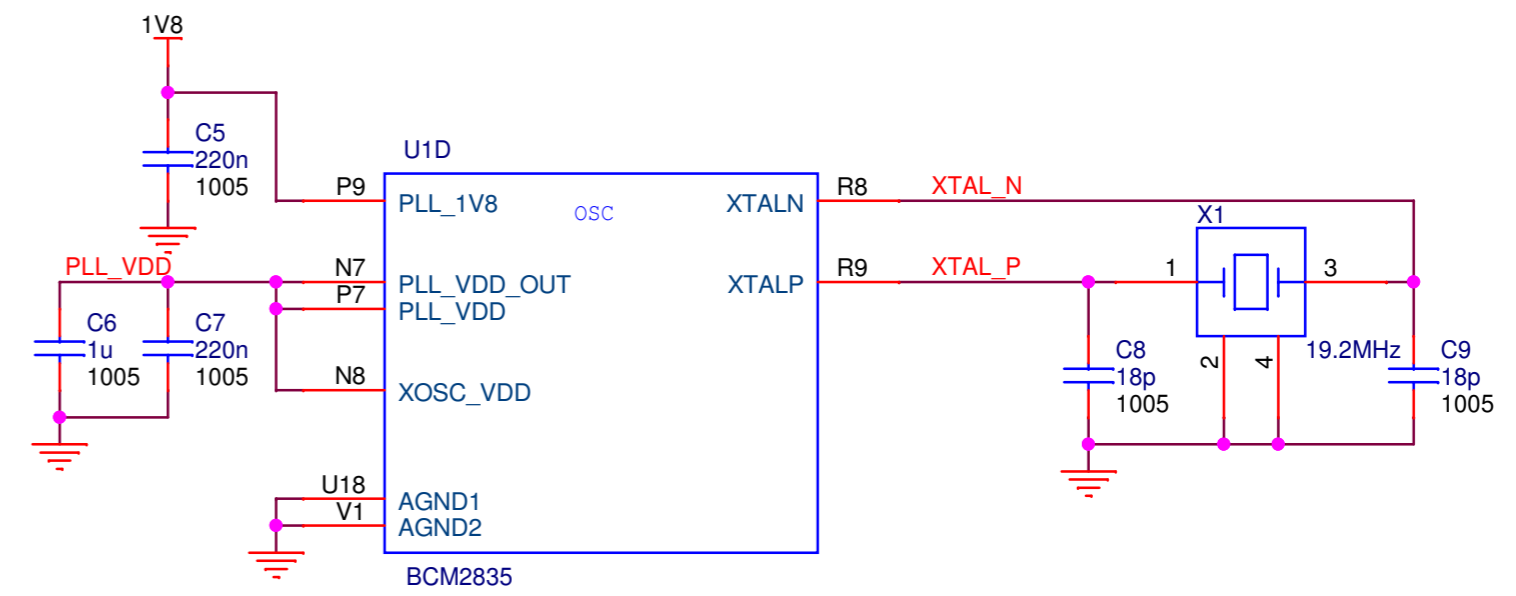 1V8
C5
220n
1005
U1D
P9
PLL_1V8
OSC
XTALN
R8
XTAL_N
X1
PLL_VDD
N7
PLL_VDD_OUT
P7
PLL_VDD
XTALP
R9
XTAL_P
1
3
C6
1u
1005
C7
220n
1005
N8
XOSC_VDD
C8
18p
1005
2
4
19.2MHz
C9
18p
1005
U18
AGND1
V1
AGND2
BCM2835